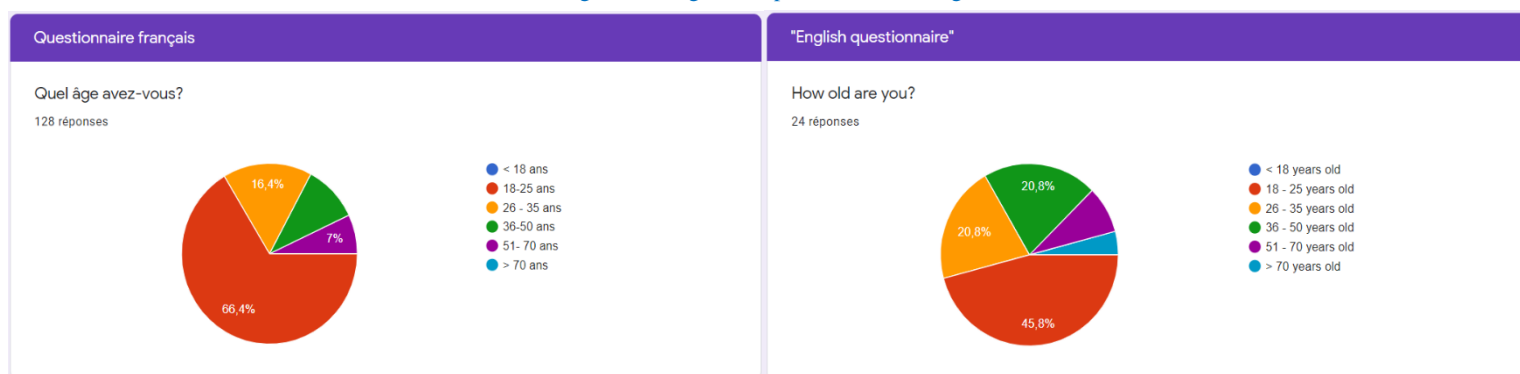 Questionnaire français
Quel âge avez-vous?
128 réponses
16,4%
7%
66,4%
< 18 ans
18-25 ans
26 - 35 ans
36-50 ans
51- 70 ans
> 70 ans
"English questionnaire"
How old are you?
24 réponses
20,8%
20,8%
45,8%
< 18 years old
18 - 25 years old
26 - 35 years old
36 - 50 years old
51 - 70 years old
> 70 years old